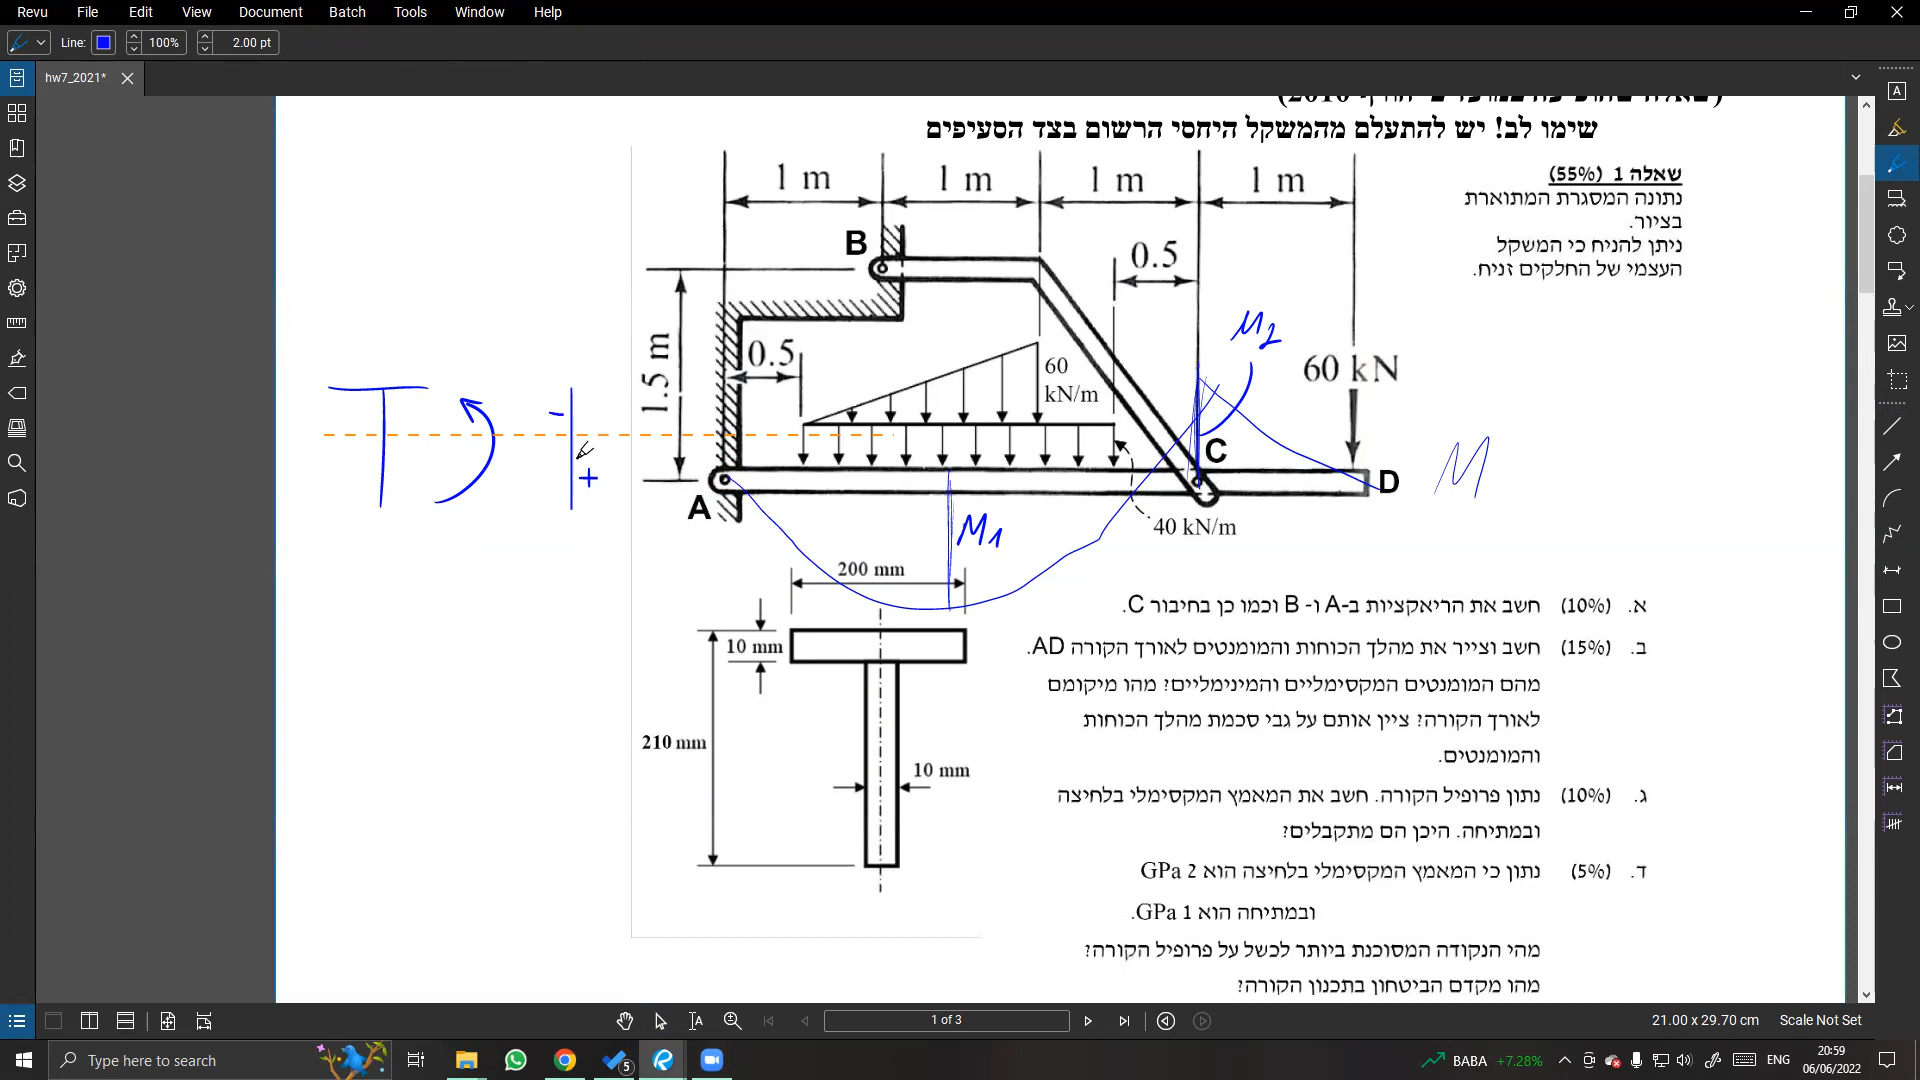 Revu File Edit View Document Batch Tools Window Help
Line: 100% 2.00 pt
hw7_2021*
שימו לב! יש להתעלם מהמשקל היחסי הרשום בצד הסעיפים
שאלה 1 (55%)
נתונה המסגרת המתוארת
בציור.
ניתן להניח כי המשקל
העצמי של החלקים זניח.
1 m 1 m 1 m 1 m
B
0.5
1.5 m
0.5
60
kN/m
60 kN
M2
T
-
+
C
D
M
A
M1
40 kN/m
200 mm
10 mm
210 mm
10 mm
א. (10%) חשב את הריאקציות ב-A ו- B וכמו כן בחיבור C.
ב. (15%) חשב וצייר את מהלך הכוחות והמומנטים לאורך הקורה AD.
מהם המומנטים המקסימליים והמינימליים? מהו מיקומם
לאורך הקורה? ציין אותם על גבי סכמת מהלך הכוחות
והמומנטים.
ג. (10%) נתון פרופיל הקורה. חשב את המאמץ המקסימלי בלחיצה
ובמתיחה. היכן הם מתקבלים?
ד. (5%) נתון כי המאמץ המקסימלי בלחיצה הוא 2 GPa
ובמתיחה הוא 1 GPa.
מהי הנקודה המסוכנת ביותר לכשל על פרופיל הקורה?
מהו מקדם הביטחון בתכנון הקורה?
1 of 3
21.00 x 29.70 cm Scale Not Set
Type here to search
5
BABA +7.28%
ENG
20:59
06/06/2022